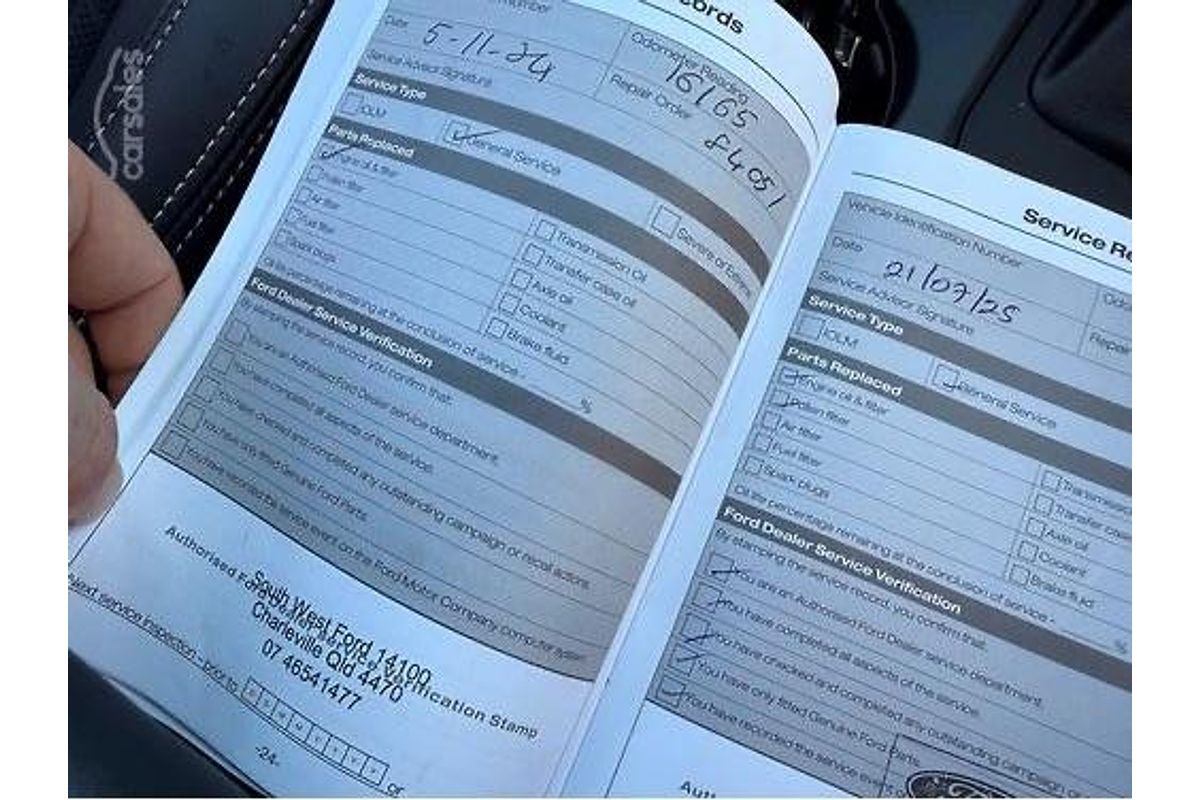 carsales
cords
Number
Odometer Reading
16165
Date 5-11-24
Repair Order
84051
Service Advisor Signature
Service Type
IOLM
General Service
Severe or Extreme
Parts Replaced
Engine oil & filter
Pollen filter
Air filter
Fuel filter
Spark plugs
Transmission oil
Transfer case oil
Axle oil
Coolant
Brake fluid
Oil life percentage remaining at the conclusion of service - %
Ford Dealer Service Verification
By stamping the service record, you confirm that:
You are an Authorised Ford Dealer service department.
You have completed all aspects of the service.
You have checked and completed any outstanding campaign or recall actions.
You have only fitted Genuine Ford Parts.
You have recorded the service event on the Ford Motor Company computer system
Authorised Ford Dealer Service Verification Stamp
South West Ford 14100
Charleville Qld 4470
07 46541477
Next service inspection - prior to D D M M Y Y Y Y or
-24-
Service Re
Vehicle Identification Number
Odo
Date 21/07/25
Repair
Service Advisor Signature
Service Type
IOLM
General Service
Parts Replaced
Engine oil & filter
Pollen filter
Air filter
Fuel filter
Spark plugs
Transmission
Transfer case
Axle oil
Coolant
Brake fluid
Oil life percentage remaining at the conclusion of service - %
Ford Dealer Service Verification
By stamping the service record, you confirm that:
You are an Authorised Ford Dealer service department.
You have completed all aspects of the service.
You have checked and completed any outstanding campaign or
You have only fitted Genuine Ford Parts.
You have recorded the service event o
Auth